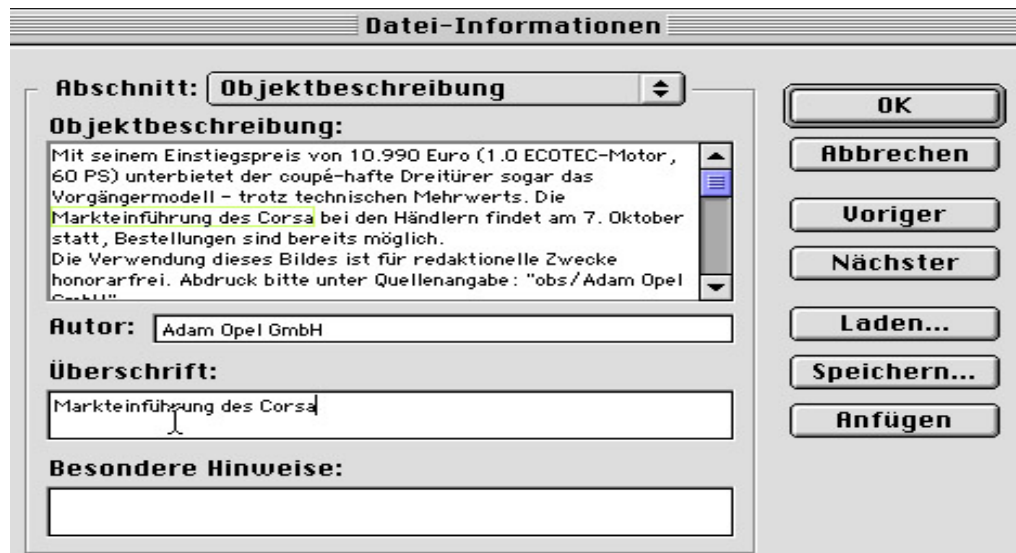 Datei-Informationen
Abschnitt: Objektbeschreibung
Objektbeschreibung:
Mit seinem Einstiegspreis von 10.990 Euro (1.0 ECOTEC-Motor,
60 PS) unterbietet der coupé-hafte Dreitürer sogar das
Vorgängermodell - trotz technischen Mehrwerts. Die
Markteinführung des Corsa bei den Händlern findet am 7. Oktober
statt, Bestellungen sind bereits möglich.
Die Verwendung dieses Bildes ist für redaktionelle Zwecke
honorarfrei. Abdruck bitte unter Quellenangabe: "obs/Adam Opel
Autor: Adam Opel GmbH
Überschrift:
Markteinführung des Corsa
Besondere Hinweise:
OK
Abbrechen
Voriger
Nächster
Laden...
Speichern...
Anfügen